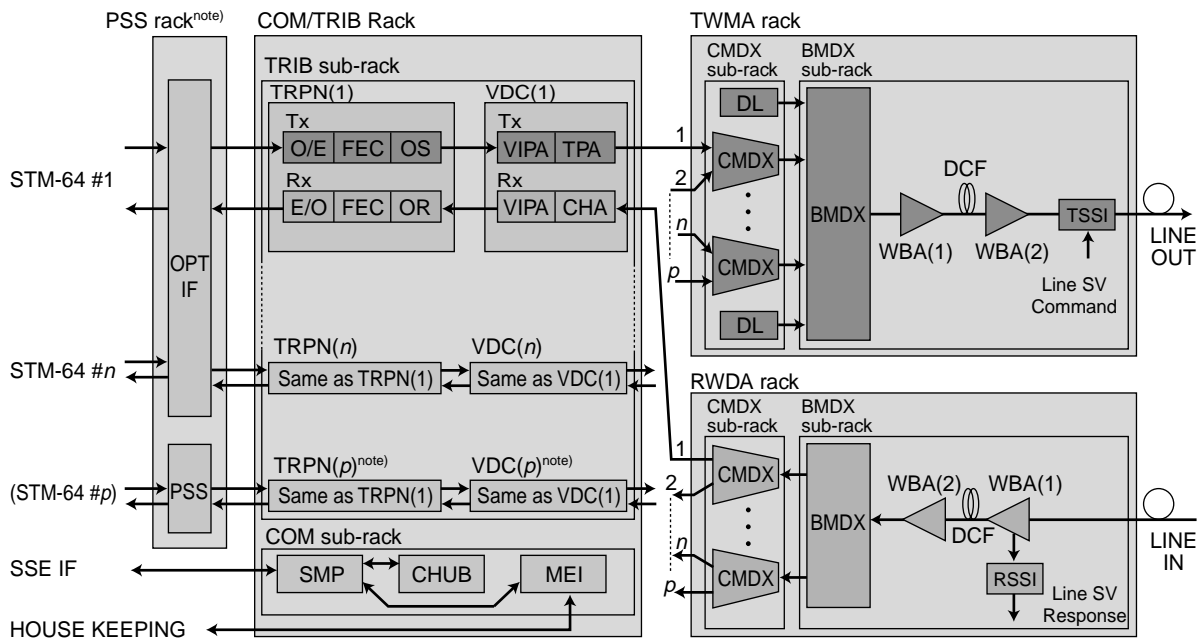 PSS rack note)
COM/TRIB Rack
TWMA rack
TRIB sub-rack
TRPN(1)
VDC(1)
Tx
O/E FEC OS
Tx
VIPA TPA
Rx
E/O FEC OR
Rx
VIPA CHA
STM-64 #1
OPT
IF
STM-64 #n
TRPN(n)
Same as TRPN(1)
VDC(n)
Same as VDC(1)
(STM-64 #p)
PSS
TRPN(p) note)
Same as TRPN(1)
VDC(p) note)
Same as VDC(1)
COM sub-rack
SSE IF
SMP
CHUB
MEI
HOUSE KEEPING
CMDX
sub-rack
BMDX
sub-rack
DL
1
CMDX
2
n
CMDX
p
DL
BMDX
WBA(1)
DCF
WBA(2)
TSSI
LINE
OUT
Line SV
Command
RWDA rack
CMDX
sub-rack
BMDX
sub-rack
1
CMDX
2
n
CMDX
p
BMDX
WBA(2)
DCF
WBA(1)
LINE
IN
RSSI
Line SV
Response